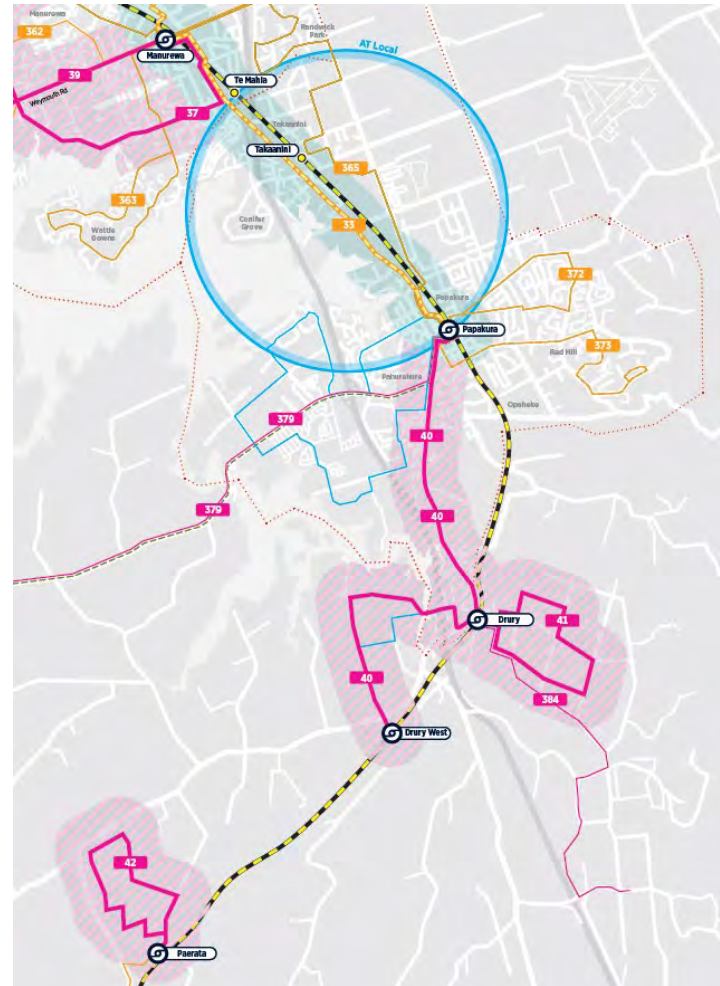 Manurewa
362
Randwick
Park
Manurewa
AT Local
39
Te Mahia
Weymouth Rd
37
Takaanini
Takaanini
365
363
Wattle
Downs
Conifer
Grove
33
372
Papakura
Papakura
Red Hill
373
Pahurehure
Opaheke
379
40
379
40
Drury
41
40
384
Drury West
42
Paerata